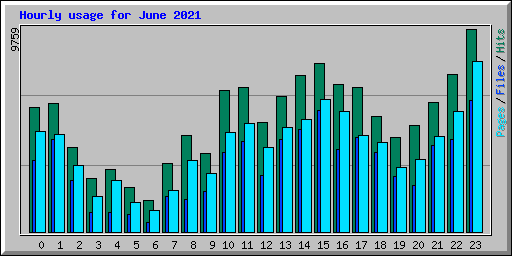 Hourly usage for June 2021
9759
Pages / Files / Hits
0 1 2 3 4 5 6 7 8 9 10 11 12 13 14 15 16 17 18 19 20 21 22 23